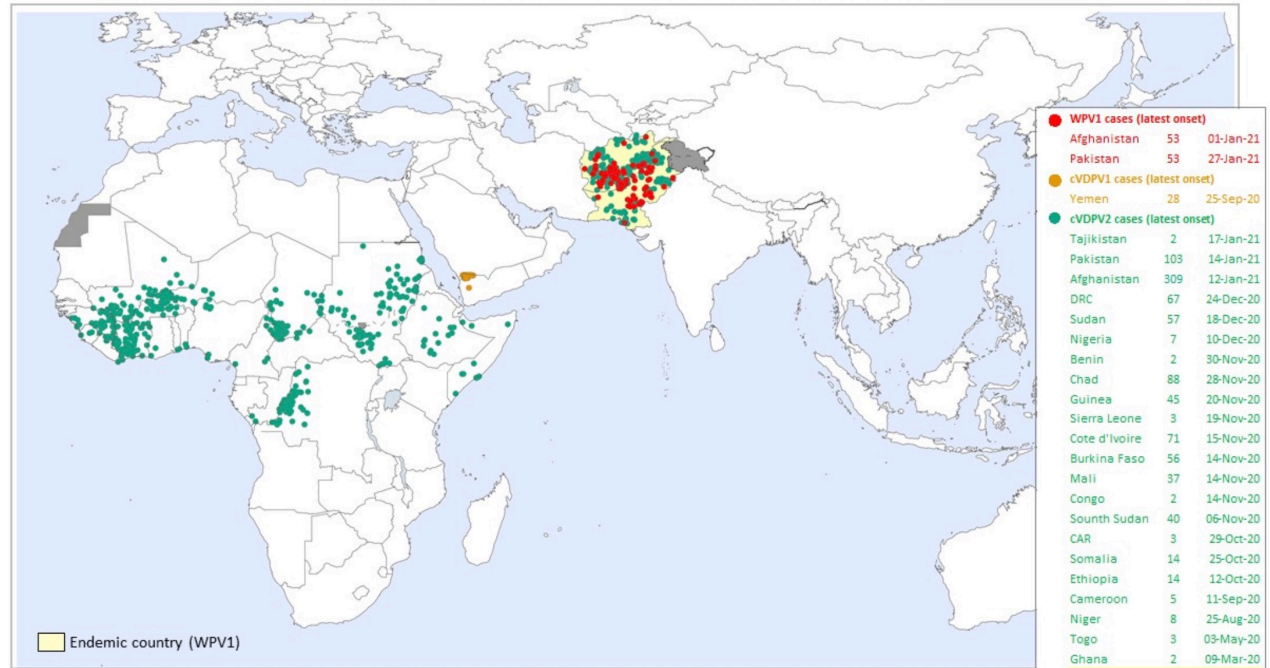 WPV1 cases (latest onset)
Afghanistan 53 01-Jan-21
Pakistan 53 27-Jan-21
cVDPV1 cases (latest onset)
Yemen 28 25-Sep-20
cVDPV2 cases (latest onset)
Tajikistan 2 17-Jan-21
Pakistan 103 14-Jan-21
Afghanistan 309 12-Jan-21
DRC 67 24-Dec-20
Sudan 57 18-Dec-20
Nigeria 7 10-Dec-20
Benin 2 30-Nov-20
Chad 88 28-Nov-20
Guinea 45 20-Nov-20
Sierra Leone 3 19-Nov-20
Cote d'Ivoire 71 15-Nov-20
Burkina Faso 56 14-Nov-20
Mali 37 14-Nov-20
Congo 2 14-Nov-20
Sounth Sudan 40 06-Nov-20
CAR 3 29-Oct-20
Somalia 14 25-Oct-20
Ethiopia 14 12-Oct-20
Cameroon 5 11-Sep-20
Niger 8 25-Aug-20
Togo 3 03-May-20
Ghana 2 09-Mar-20
Endemic country (WPV1)